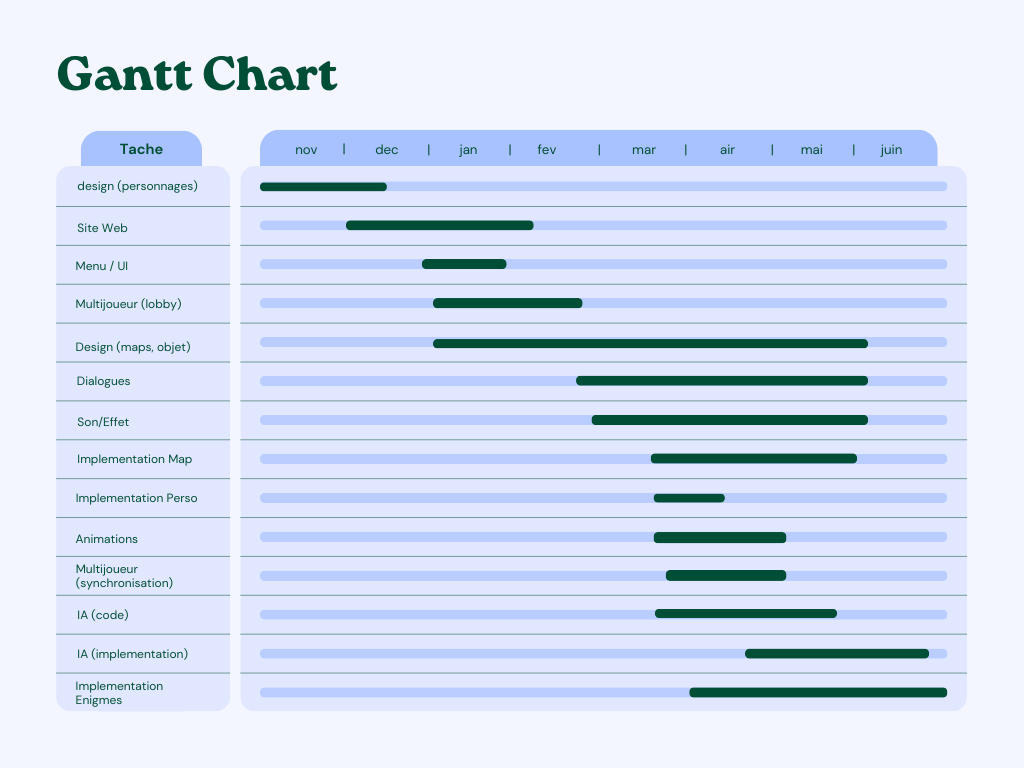 Gantt Chart
Tache
nov | dec | jan | fev | mar | air | mai | juin
design (personnages)
Site Web
Menu / UI
Multijoueur (lobby)
Design (maps, objet)
Dialogues
Son/Effet
Implementation Map
Implementation Perso
Animations
Multijoueur
(synchronisation)
IA (code)
IA (implementation)
Implementation
Enigmes